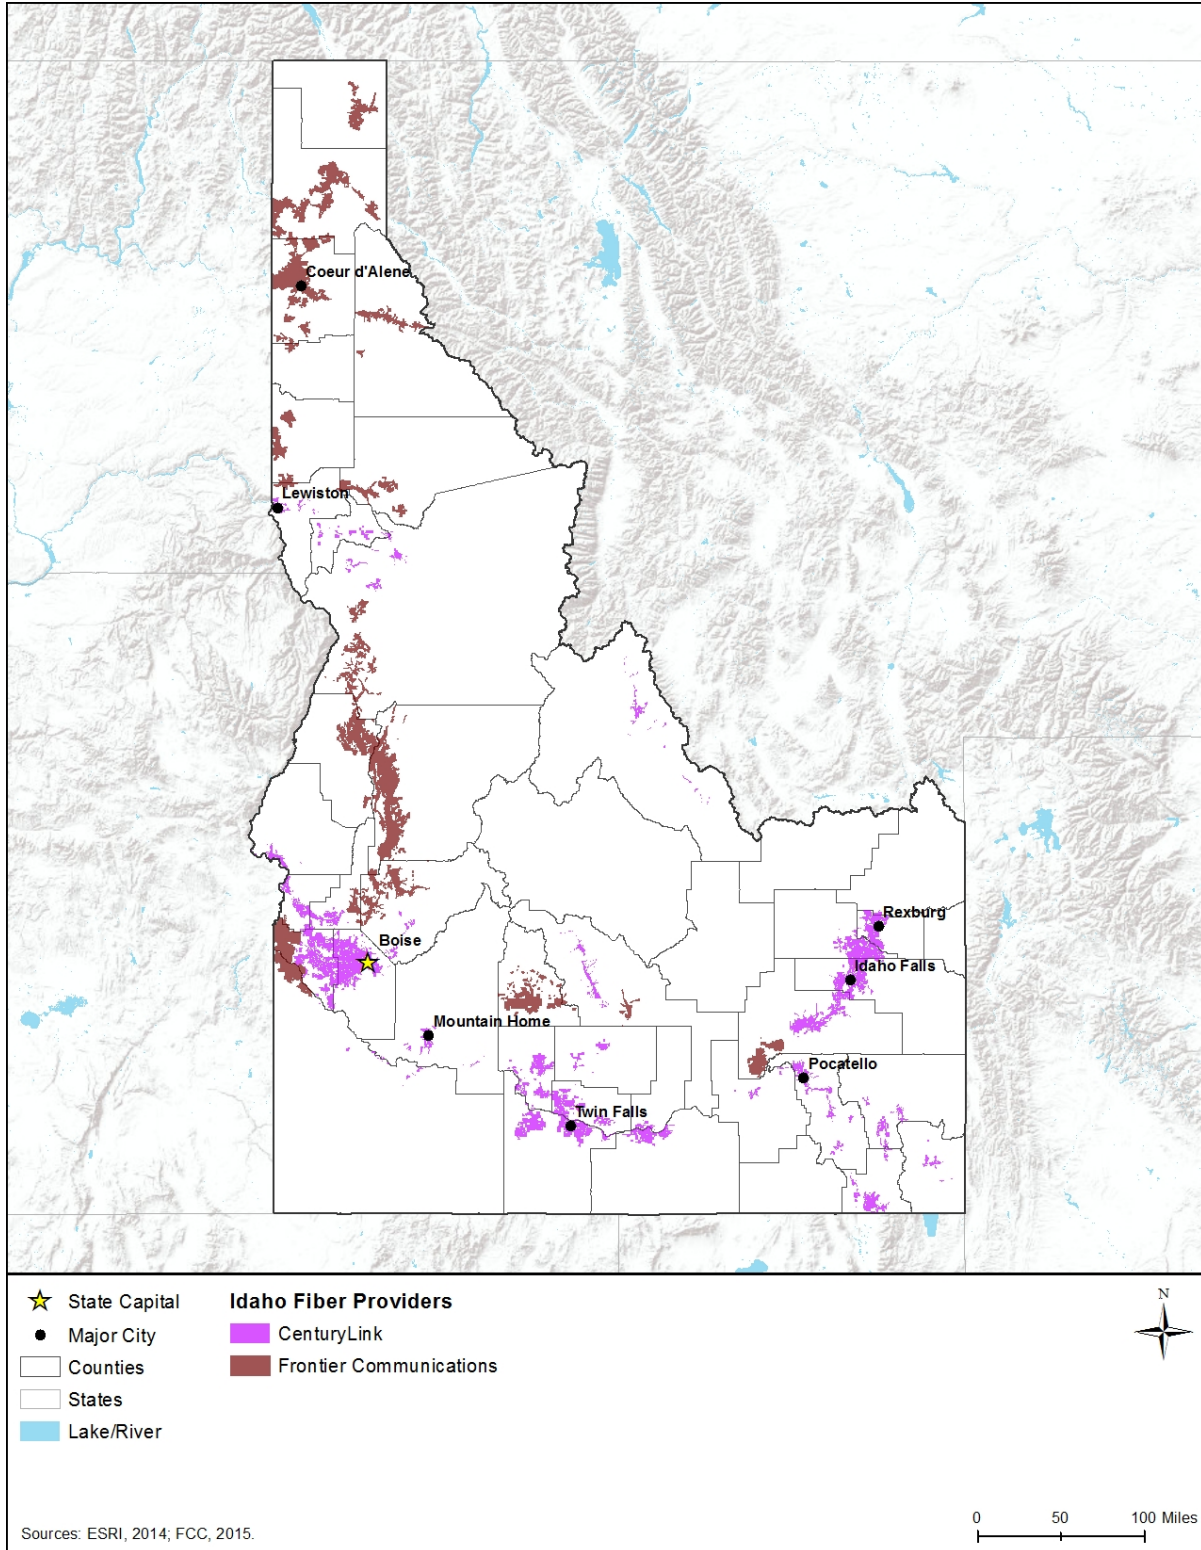 Coeur d'Alene
Lewiston
Rexburg
Boise
Idaho Falls
Mountain Home
Pocatello
Twin Falls
State Capital
Idaho Fiber Providers
N
Major City
CenturyLink
Counties
Frontier Communications
States
Lake/River
0 50 100 Miles
Sources: ESRI, 2014; FCC, 2015.